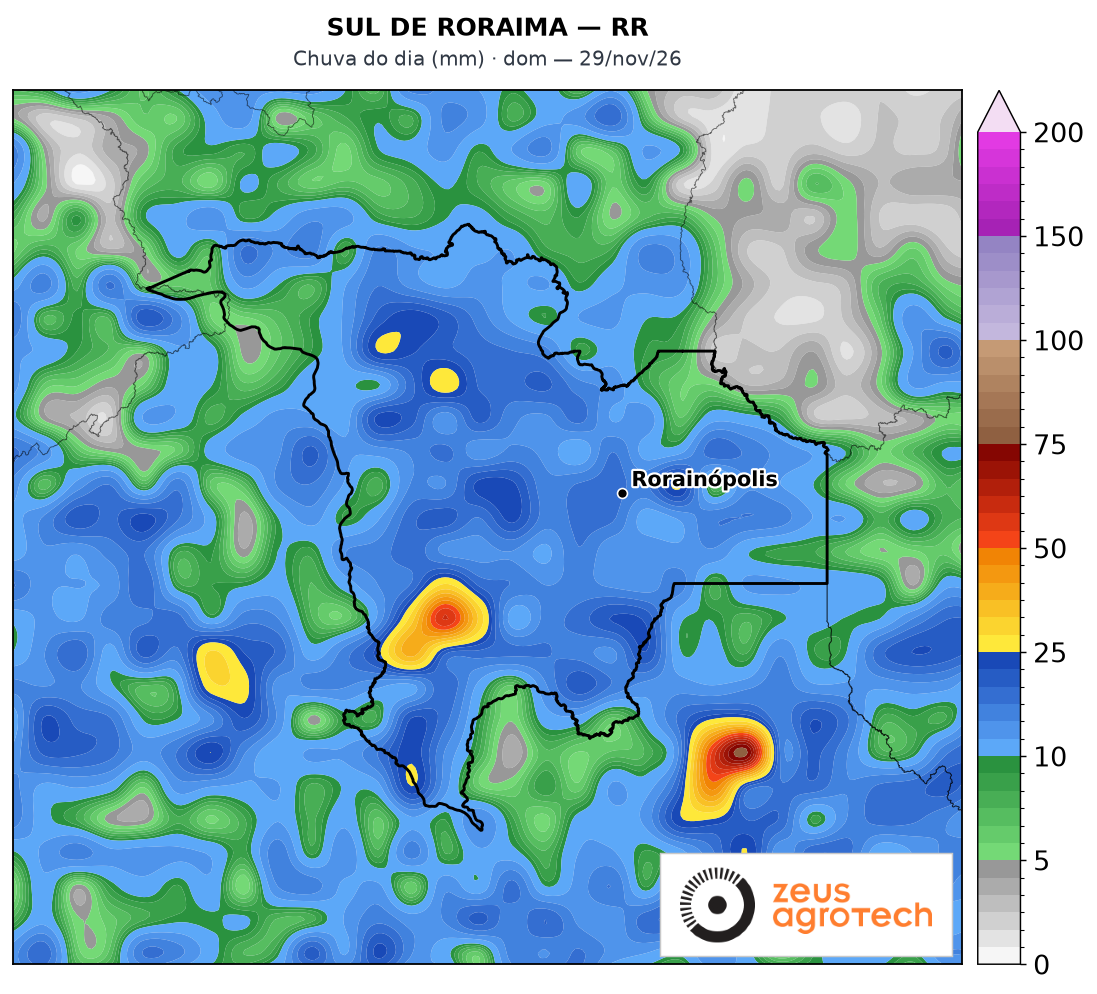 SUL DE RORAIMA — RR
Chuva do dia (mm) · dom — 29/nov/26
200
150
100
75
50
25
10
5
0
Rorainópolis
zeus
agrotech